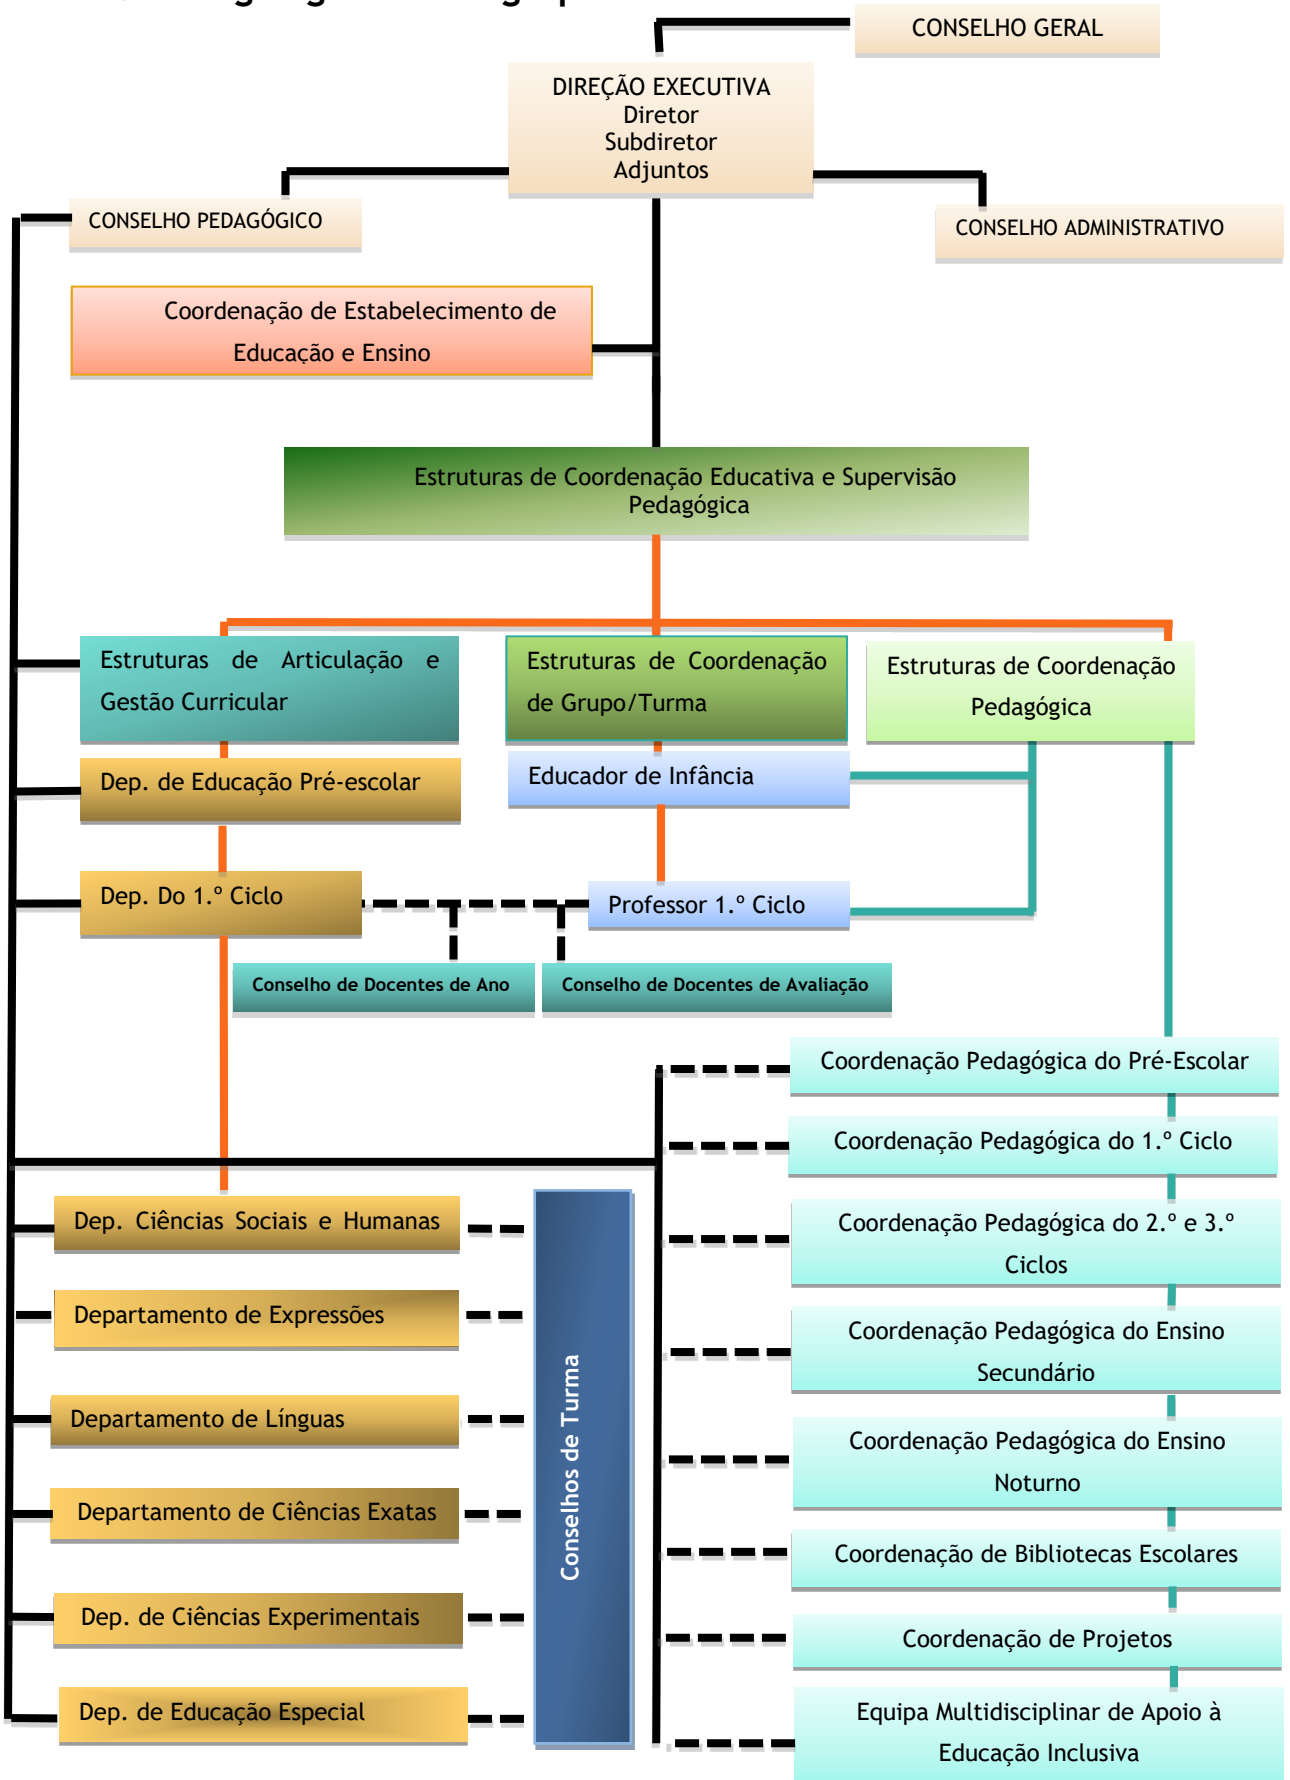 CONSELHO GERAL
DIREÇÃO EXECUTIVA
Diretor
Subdiretor
Adjuntos
CONSELHO PEDAGÓGICO
CONSELHO ADMINISTRATIVO
Coordenação de Estabelecimento de
Educação e Ensino
Estruturas de Coordenação Educativa e Supervisão
Pedagógica
Estruturas de Articulação e
Gestão Curricular
Estruturas de Coordenação
de Grupo/Turma
Estruturas de Coordenação
Pedagógica
Dep. de Educação Pré-escolar
Educador de Infância
Dep. Do 1.º Ciclo
Professor 1.º Ciclo
Conselho de Docentes de Ano
Conselho de Docentes de Avaliação
Coordenação Pedagógica do Pré-Escolar
Coordenação Pedagógica do 1.º Ciclo
Coordenação Pedagógica do 2.º e 3.º
Ciclos
Coordenação Pedagógica do Ensino
Secundário
Coordenação Pedagógica do Ensino
Noturno
Coordenação de Bibliotecas Escolares
Coordenação de Projetos
Equipa Multidisciplinar de Apoio à
Educação Inclusiva
Dep. Ciências Sociais e Humanas
Departamento de Expressões
Departamento de Línguas
Departamento de Ciências Exatas
Dep. de Ciências Experimentais
Dep. de Educação Especial
Conselhos de Turma